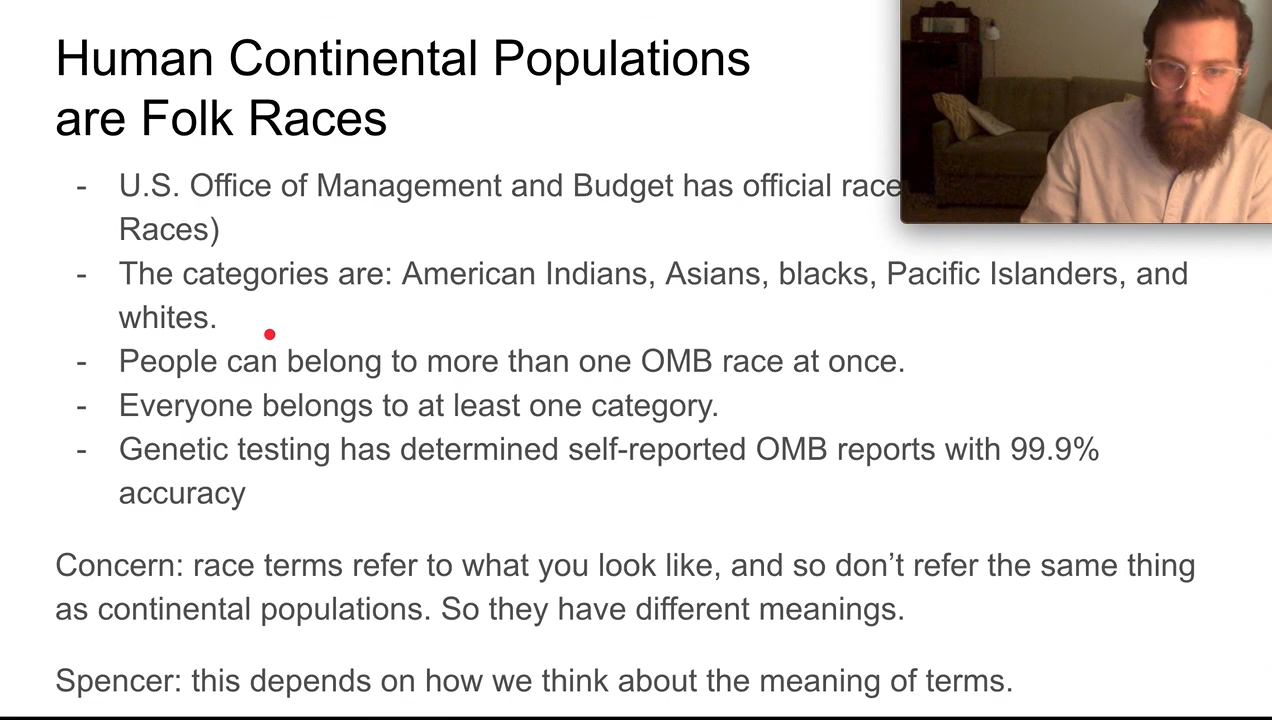 Human Continental Populations
are Folk Races
- U.S. Office of Management and Budget has official race
Races)
- The categories are: American Indians, Asians, blacks, Pacific Islanders, and
whites.
- People can belong to more than one OMB race at once.
- Everyone belongs to at least one category.
- Genetic testing has determined self-reported OMB reports with 99.9%
accuracy
Concern: race terms refer to what you look like, and so don’t refer the same thing
as continental populations. So they have different meanings.
Spencer: this depends on how we think about the meaning of terms.